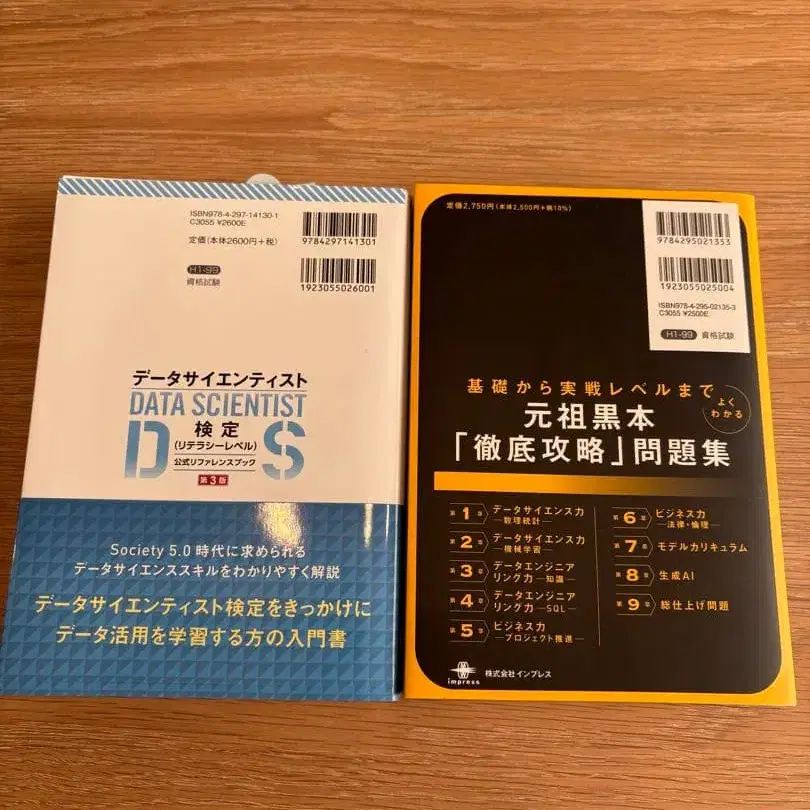 ISBN978-4-297-14130-1
C3055 ¥2600E
定価(本体2600円+税)
9784297141301
H1-99
資格試験
1923055026001
データサイエンティスト
DATA SCIENTIST
検定
(リテラシーレベル)
DS
公式リファレンスブック
第3版
Society 5.0 時代に求められる
データサイエンススキルをわかりやすく解説
データサイエンティスト検定をきっかけに
データ活用を学習する方の入門書
定価2,750円(本体2,500円+税10%)
9784295021353
1923055025004
ISBN978-4-295-02135-3
C3055 ¥2500E
H1-99 資格試験
基礎から実戦レベルまで
よく
わかる
元祖黒本
「徹底攻略」問題集
第1章 データサイエンス力
―数理統計―
第2章 データサイエンス力
―機械学習―
第3章 データエンジニア
リング力 ―知識―
第4章 データエンジニア
リング力 ―SQL―
第5章 ビジネス力
―プロジェクト推進―
第6章 ビジネス力
―法律・倫理―
第7章 モデルカリキュラム
第8章 生成AI
第9章 総仕上げ問題
impress
株式会社インプレス